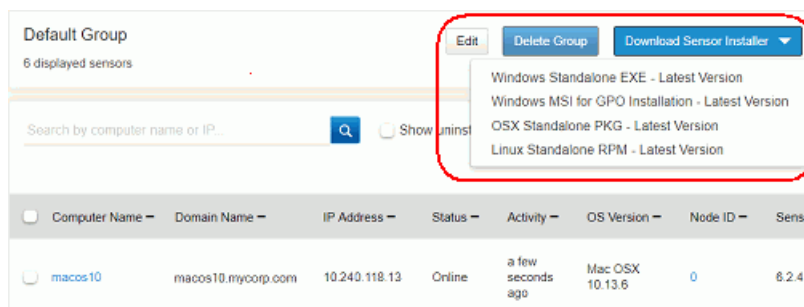 Default Group
Edit
Delete Group
Download Sensor Installer
6 displayed sensors
Windows Standalone EXE - Latest Version
Windows MSI for GPO Installation - Latest Version
OSX Standalone PKG - Latest Version
Linux Standalone RPM - Latest Version
Search by computer name or IP...
Show uninst
Computer Name
Domain Name
IP Address
Status
Activity
OS Version
Node ID
Sens
macos10
macos10.mycorp.com
10.240.118.13
Online
a few
seconds
ago
Mac OSX
10.13.6
0
6.2.4